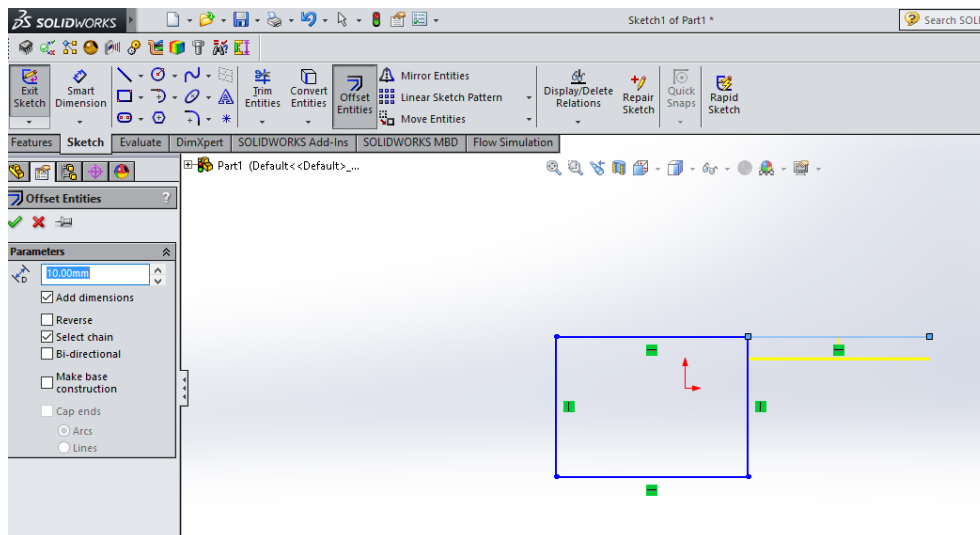 SOLIDWORKS
Sketch1 of Part1 *
Search SOLI
Exit Sketch
Smart Dimension
Trim Entities
Convert Entities
Offset Entities
Mirror Entities
Linear Sketch Pattern
Move Entities
Display/Delete Relations
Repair Sketch
Quick Snaps
Rapid Sketch
Features Sketch Evaluate DimXpert SOLIDWORKS Add-Ins SOLIDWORKS MBD Flow Simulation
Part1 (Default<<Default>_...
Offset Entities ?
Parameters
D
10.00mm
Add dimensions
Reverse
Select chain
Bi-directional
Make base
construction
Cap ends
Arcs
Lines